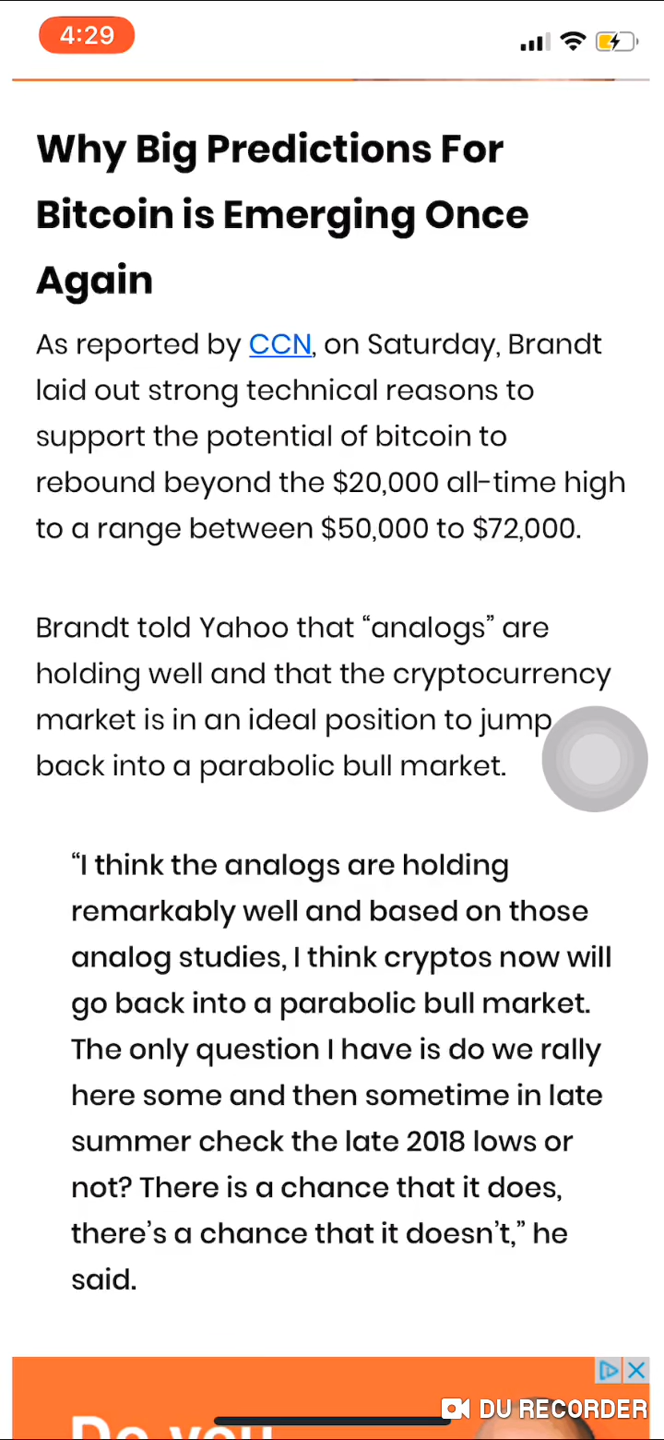 4:29
Why Big Predictions For
Bitcoin is Emerging Once
Again
As reported by CCN, on Saturday, Brandt
laid out strong technical reasons to
support the potential of bitcoin to
rebound beyond the $20,000 all-time high
to a range between $50,000 to $72,000.
Brandt told Yahoo that “analogs” are
holding well and that the cryptocurrency
market is in an ideal position to jump
back into a parabolic bull market.
“I think the analogs are holding
remarkably well and based on those
analog studies, I think cryptos now will
go back into a parabolic bull market.
The only question I have is do we rally
here some and then sometime in late
summer check the late 2018 lows or
not? There is a chance that it does,
there’s a chance that it doesn’t,” he
said.
Do you
DU RECORDER